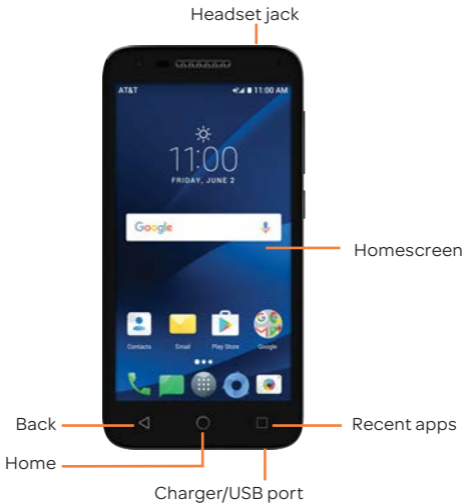 Headset jack
AT&T 11:00 AM
11:00
FRIDAY, JUNE 2
Google
Homescreen
Contacts Email Play Store Google
Back
Recent apps
Home
Charger/USB port